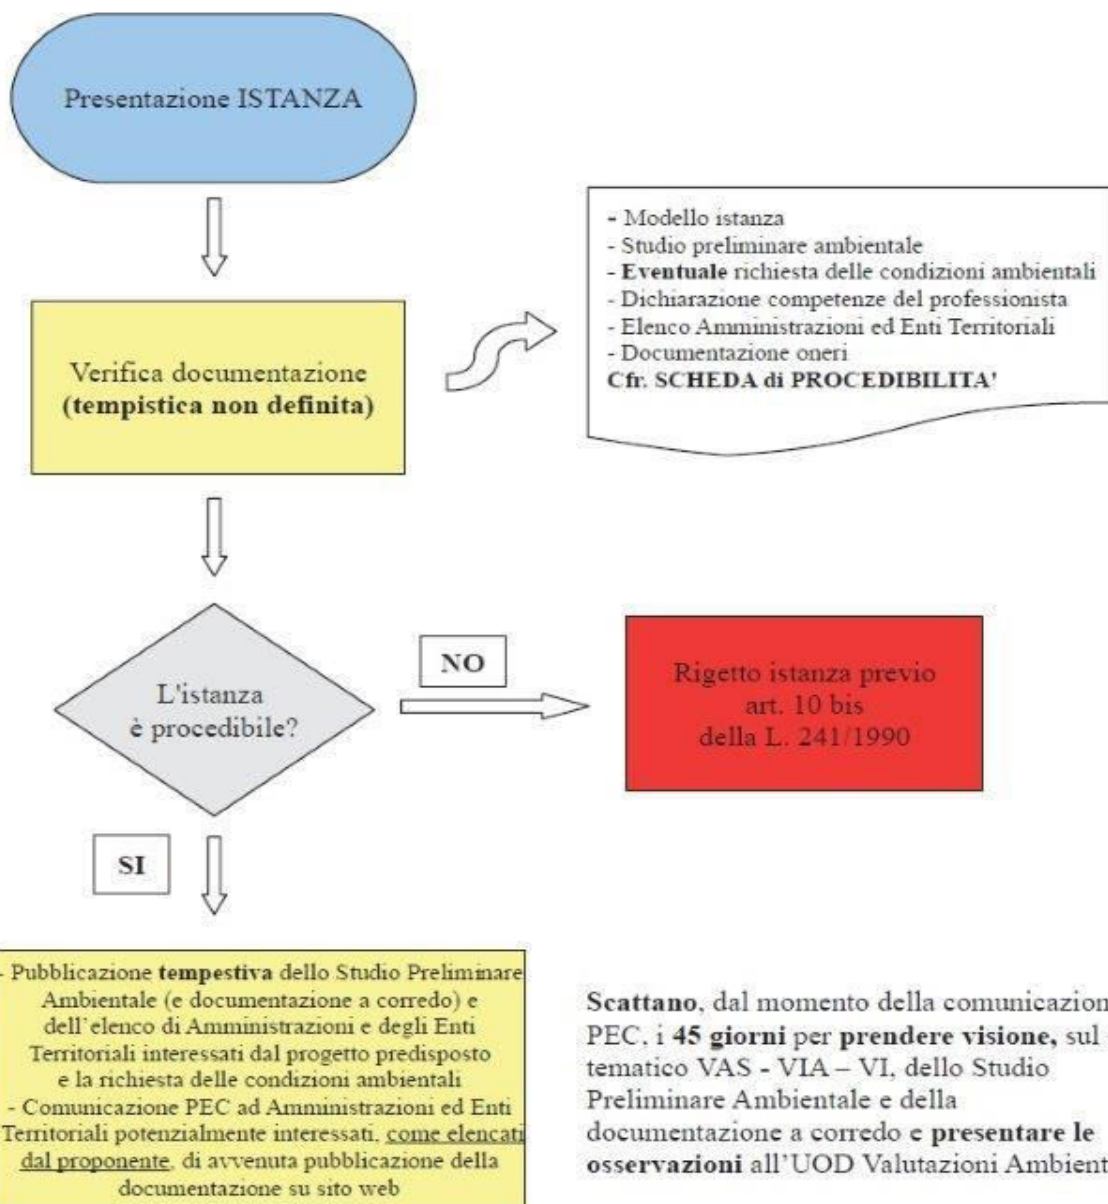 Presentazione ISTANZA
- Modello istanza
- Studio preliminare ambientale
- Eventuale richiesta delle condizioni ambientali
- Dichiarazione competenze del professionista
- Elenco Amministrazioni ed Enti Territoriali
- Documentazione oneri
Cfr. SCHEDA di PROCEDIBILITA'
Verifica documentazione
(tempistica non definita)
L'istanza
è procedibile?
NO
Rigetto istanza previo
art. 10 bis
della L. 241/1990
SI
- Pubblicazione tempestiva dello Studio Preliminare
Ambientale (e documentazione a corredo) e
dell'elenco di Amministrazioni e degli Enti
Territoriali interessati dal progetto predisposto
e la richiesta delle condizioni ambientali
- Comunicazione PEC ad Amministrazioni ed Enti
Territoriali potenzialmente interessati, come elencati
dal proponente, di avvenuta pubblicazione della
documentazione su sito web
Scattano, dal momento della comunicazion
PEC, i 45 giorni per prendere visione, sul
tematico VAS - VIA – VI, dello Studio
Preliminare Ambientale e della
documentazione a corredo e presentare le
osservazioni all'UOD Valutazioni Ambient